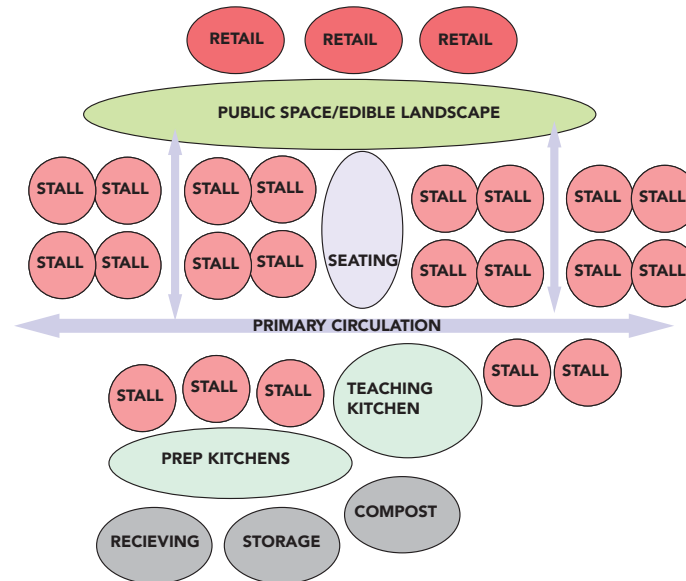 RETAIL RETAIL RETAIL
PUBLIC SPACE/EDIBLE LANDSCAPE
STALL STALL STALL STALL STALL STALL STALL STALL
STALL STALL STALL STALL STALL STALL STALL STALL
SEATING
PRIMARY CIRCULATION
STALL STALL STALL
TEACHING
KITCHEN
STALL STALL
PREP KITCHENS
COMPOST
RECIEVING STORAGE